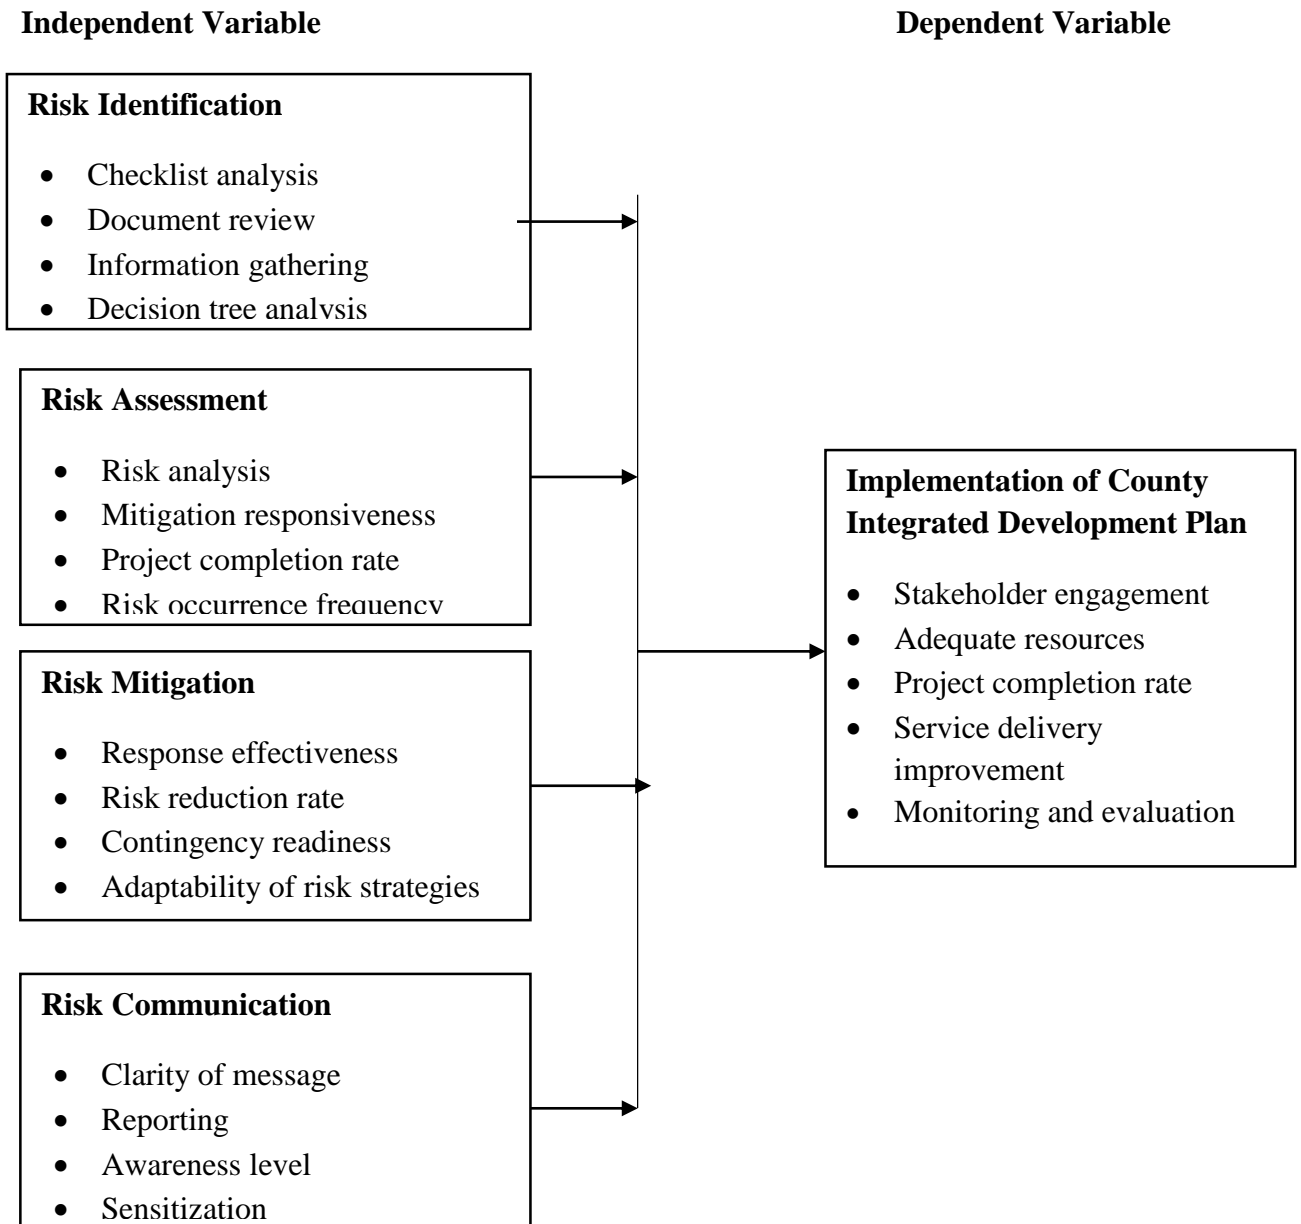 Independent Variable
Dependent Variable
Risk Identification
• Checklist analysis
• Document review
• Information gathering
• Decision tree analysis
Risk Assessment
• Risk analysis
• Mitigation responsiveness
• Project completion rate
• Risk occurrence frequency
Risk Mitigation
• Response effectiveness
• Risk reduction rate
• Contingency readiness
• Adaptability of risk strategies
Risk Communication
• Clarity of message
• Reporting
• Awareness level
• Sensitization
Implementation of County
Integrated Development Plan
• Stakeholder engagement
• Adequate resources
• Project completion rate
• Service delivery
improvement
• Monitoring and evaluation